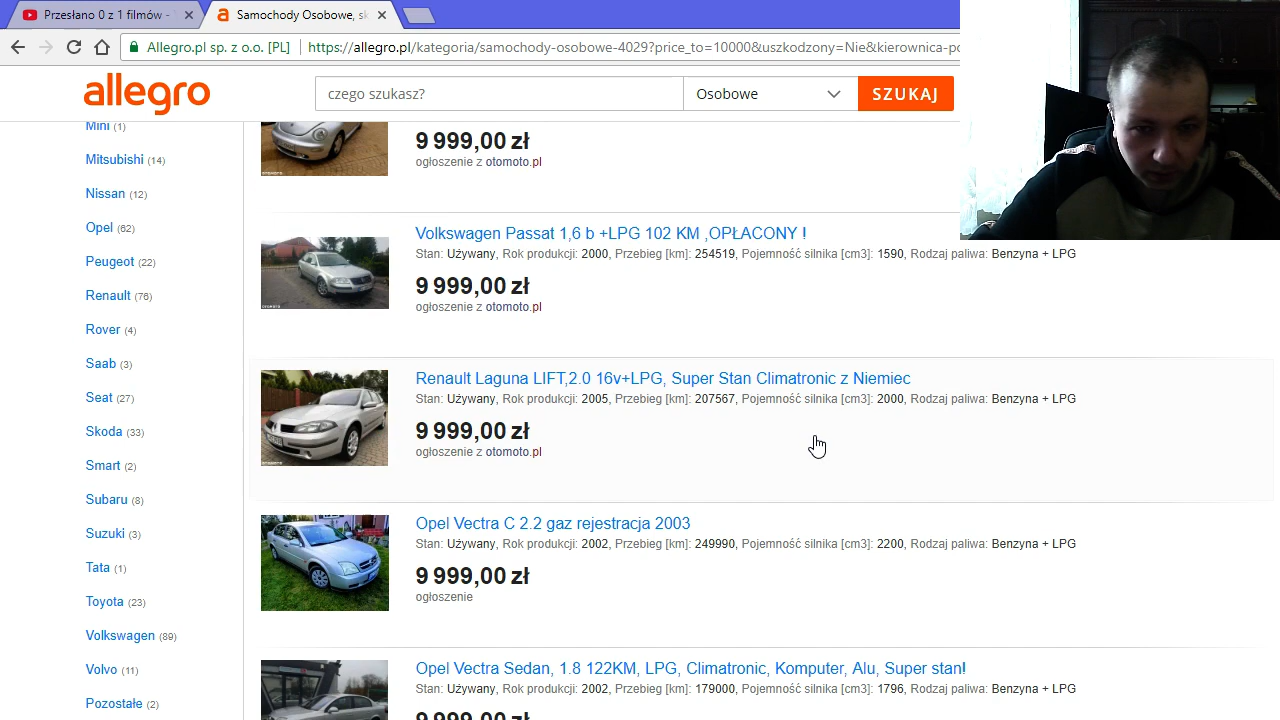 Przesłano 0 z 1 filmów -
Samochody Osobowe, sk
Allegro.pl sp. z o.o. [PL]
https://allegro.pl/kategoria/samochody-osobowe-4029?price_to=10000&uszkodzony=Nie&kierownica-po
allegro
czego szukasz?
Osobowe
SZUKAJ
Mini (1)
Mitsubishi (14)
Nissan (12)
Opel (62)
Peugeot (22)
Renault (76)
Rover (4)
Saab (3)
Seat (27)
Skoda (33)
Smart (2)
Subaru (8)
Suzuki (3)
Tata (1)
Toyota (23)
Volkswagen (89)
Volvo (11)
Pozostałe (2)
9 999,00 zł
ogłoszenie z otomoto.pl
Volkswagen Passat 1,6 b +LPG 102 KM ,OPŁACONY !
Stan: Używany, Rok produkcji: 2000, Przebieg [km]: 254519, Pojemność silnika [cm3]: 1590, Rodzaj paliwa: Benzyna + LPG
9 999,00 zł
ogłoszenie z otomoto.pl
Renault Laguna LIFT,2.0 16v+LPG, Super Stan Climatronic z Niemiec
Stan: Używany, Rok produkcji: 2005, Przebieg [km]: 207567, Pojemność silnika [cm3]: 2000, Rodzaj paliwa: Benzyna + LPG
9 999,00 zł
ogłoszenie z otomoto.pl
Opel Vectra C 2.2 gaz rejestracja 2003
Stan: Używany, Rok produkcji: 2002, Przebieg [km]: 249990, Pojemność silnika [cm3]: 2200, Rodzaj paliwa: Benzyna + LPG
9 999,00 zł
ogłoszenie
Opel Vectra Sedan, 1.8 122KM, LPG, Climatronic, Komputer, Alu, Super stan!
Stan: Używany, Rok produkcji: 2002, Przebieg [km]: 179000, Pojemność silnika [cm3]: 1796, Rodzaj paliwa: Benzyna + LPG
9 999,00 zł